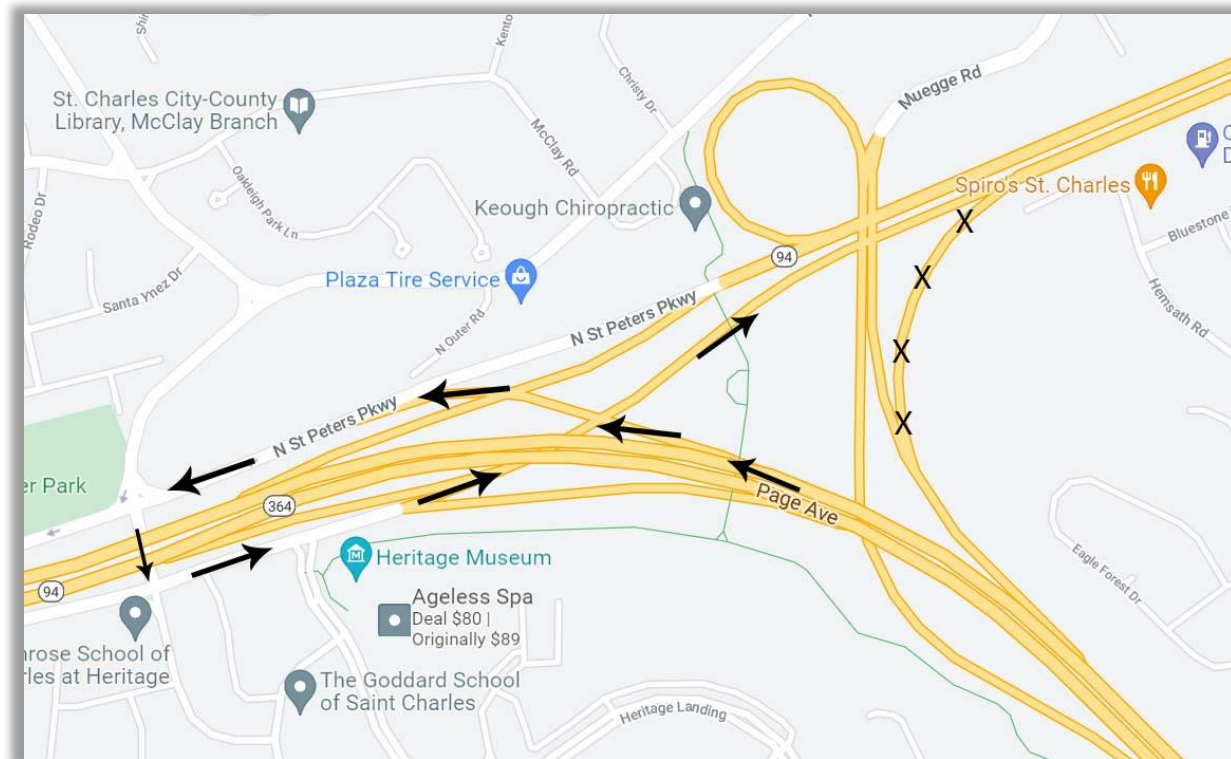 Kento
St. Charles City-County
Library, McClay Branch
Christy Dr
McClay Rd
Oakleigh Park Ln
Rodeo Dr
Santa Ynez Dr
Plaza Tire Service
N Outer Rd
Keough Chiropractic
Muegge Rd
Spiro's St. Charles
Bluestone
Hemsath Rd
94
N St Peters Pkwy
X
X
X
X
N St Peters Pkwy
er Park
364
Page Ave
94
Heritage Museum
Ageless Spa
Deal $80 |
Originally $89
nrose School of
rles at Heritage
The Goddard School
of Saint Charles
Heritage Landing
Eagle Forest Dr